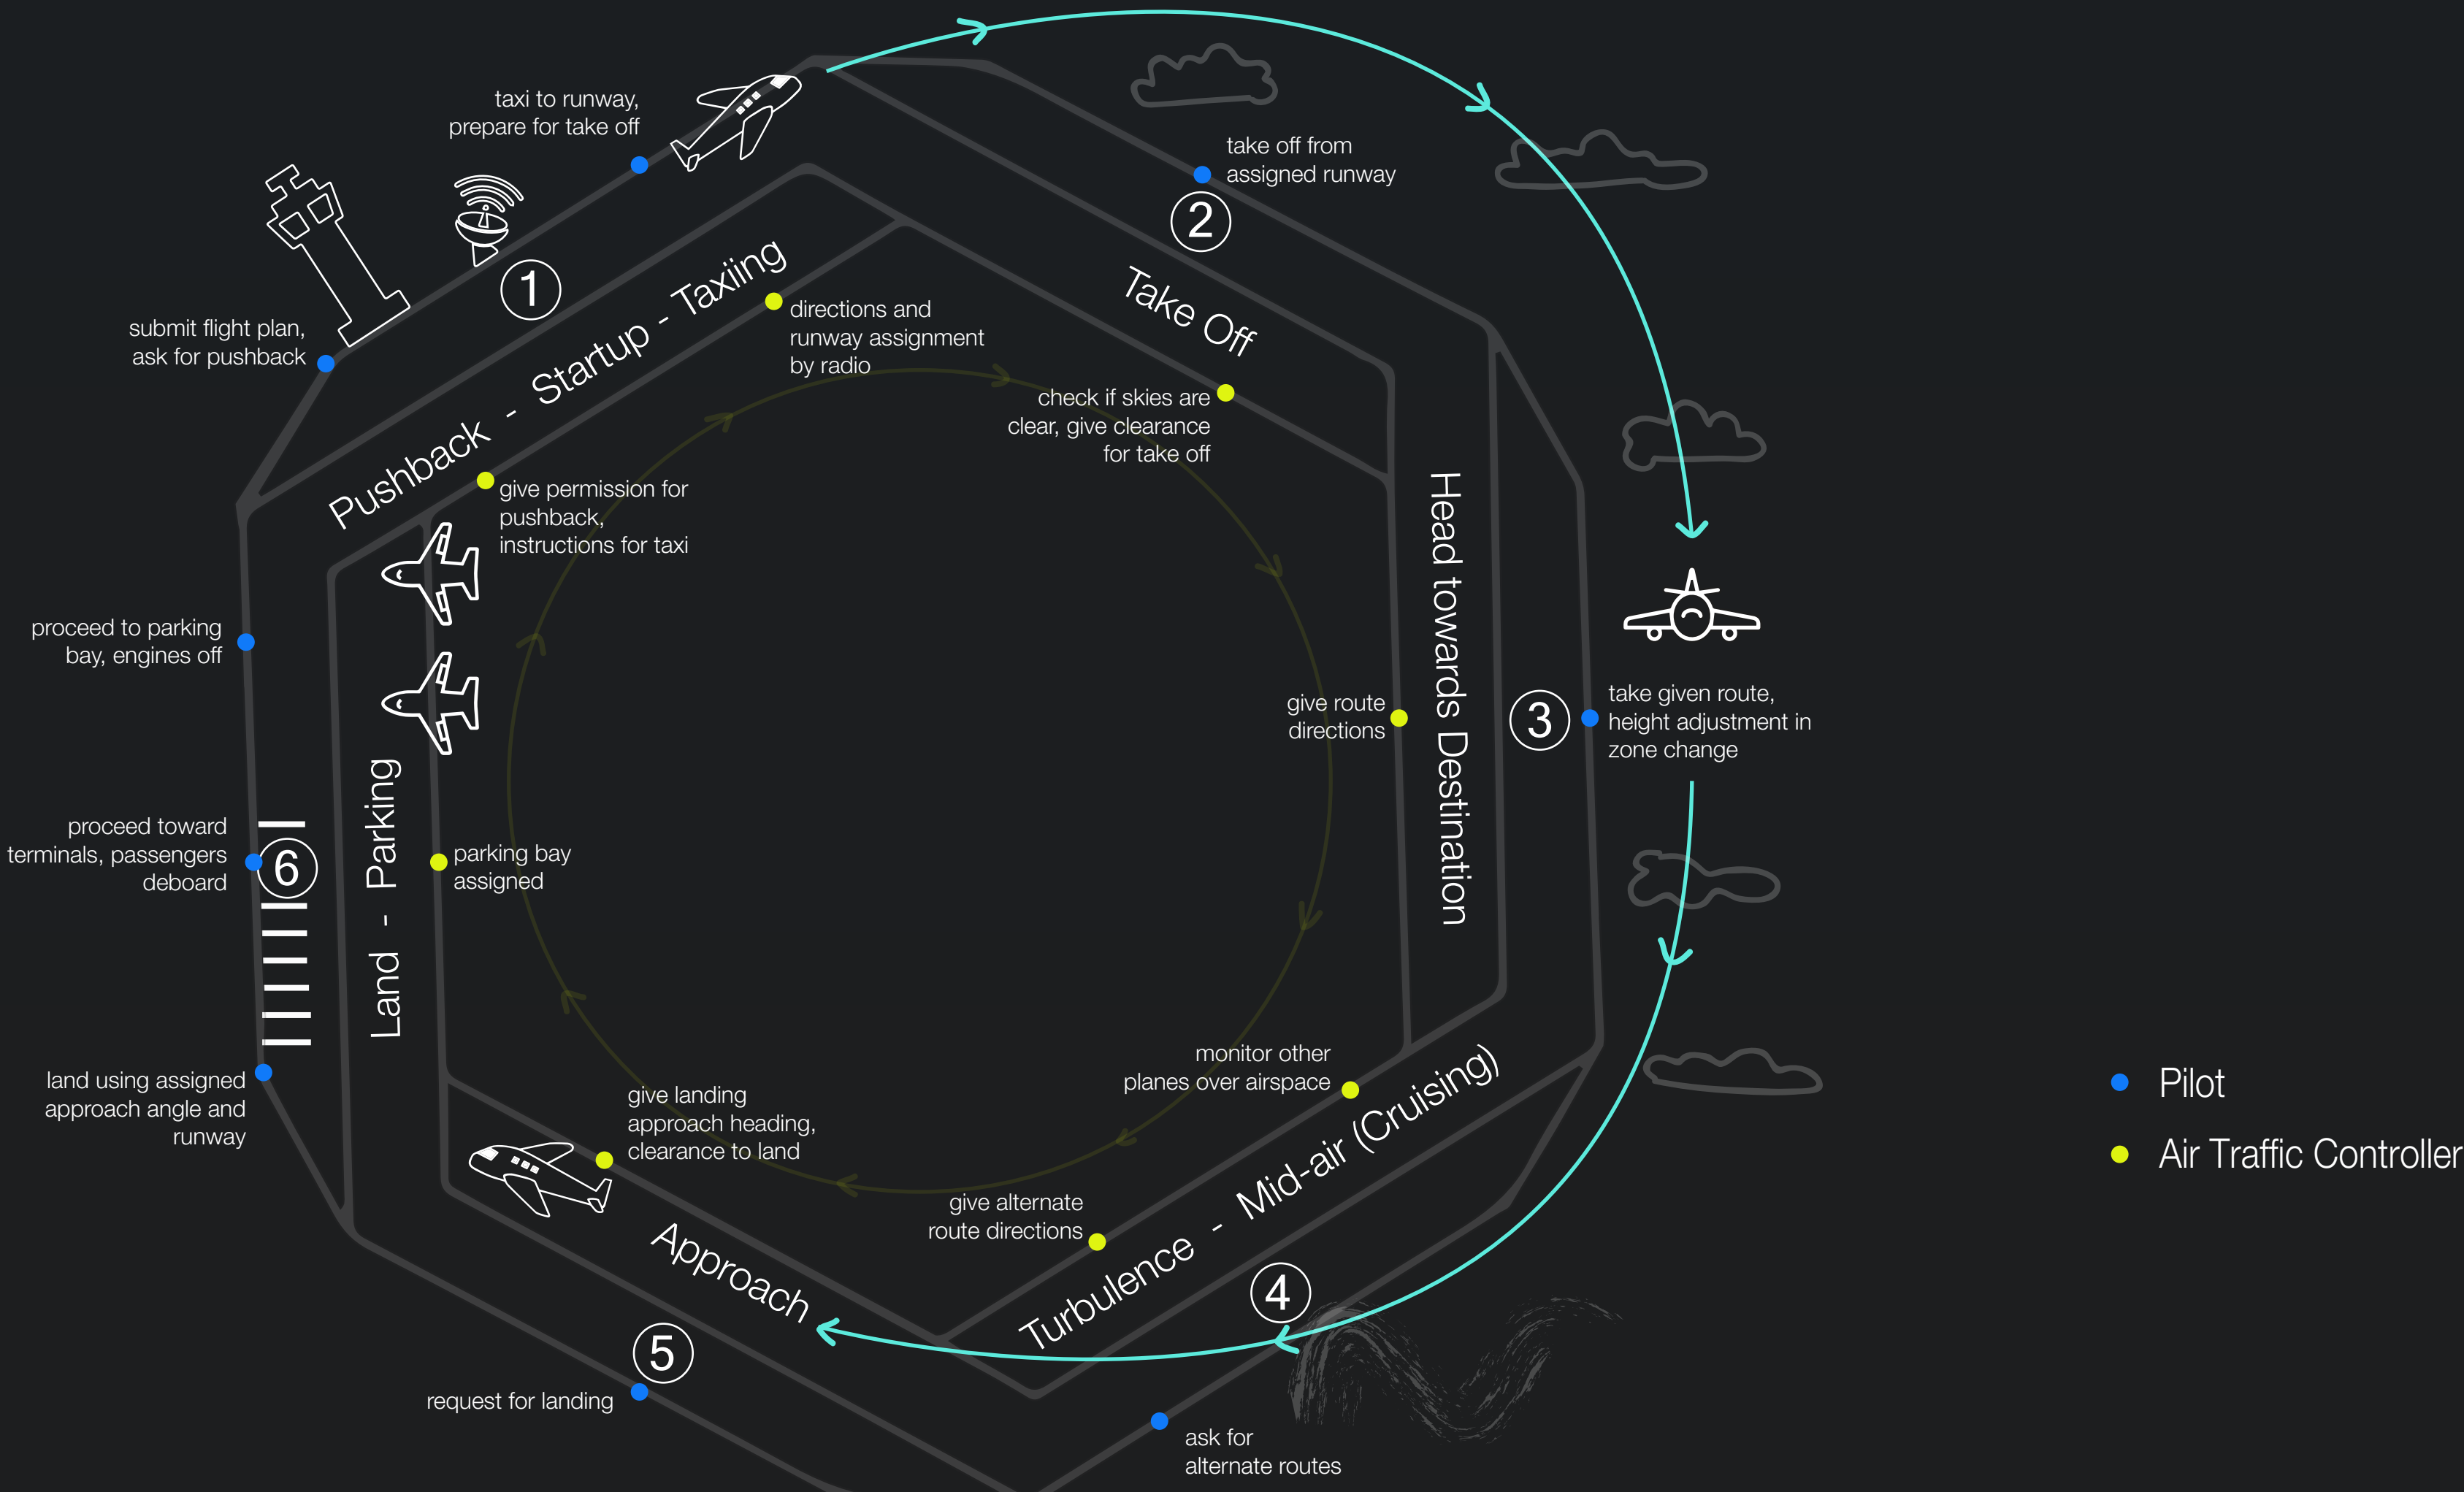 taxi to runway,
prepare for take off
submit flight plan,
ask for pushback
1
Pushback - Startup - Taxiing
directions and
runway assignment
by radio
give permission for
pushback,
instructions for taxi
take off from
assigned runway
2
Take Off
check if skies are
clear, give clearance
for take off
Head towards Destination
give route
directions
3
take given route,
height adjustment in
zone change
monitor other
planes over airspace
give alternate
route directions
Turbulence - Mid-air (Cruising)
4
ask for
alternate routes
give landing
approach heading,
clearance to land
Approach
5
request for landing
proceed to parking
bay, engines off
proceed toward
terminals, passengers
deboard
6
Land - Parking
parking bay
assigned
land using assigned
approach angle and
runway
Pilot
Air Traffic Controller